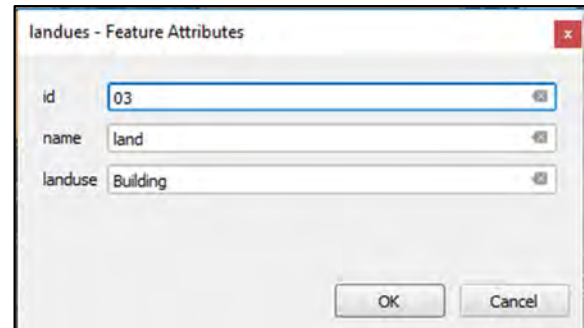 landues - Feature Attributes
id 03
name land
landuse Building
OK Cancel